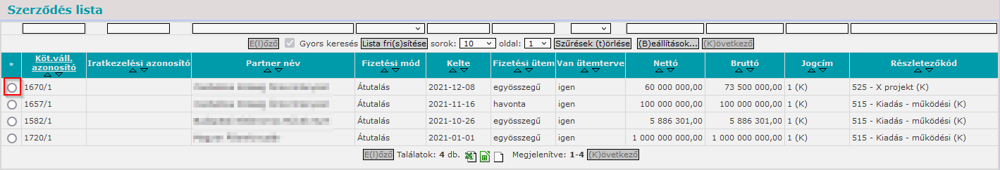 Szerződés lista
E(l)őző Gyors keresés Lista fri(s)sítése sorok: 10 oldal: 1 Szűrések (t)örlése (B)eállítások... (K)övetkező
* Köt.váll. azonosító Iratkezelési azonosító Partner név Fizetési mód Kelte Fizetési ütem Van ütemterve Nettó Bruttó Jogcím Részletezőkód
1670/1 Átutalás 2021-12-08 egyösszegű igen 60 000 000,00 73 500 000,00 1 (K) 525 - X projekt (K)
1657/1 Átutalás 2021-11-16 havonta igen 100 000 000,00 100 000 000,00 1 (K) 515 - Kiadás - működési (K)
1582/1 Átutalás 2021-10-26 egyösszegű igen 5 886 301,00 5 886 301,00 1 (K) 515 - Kiadás - működési (K)
1720/1 Átutalás 2021-01-01 egyösszegű igen 1 000 000 000,00 1 000 000 000,00 1 (K) 515 - Kiadás - működési (K)
E(l)őző Találatok: 4 db. Megjelenítve: 1-4 (K)övetkező